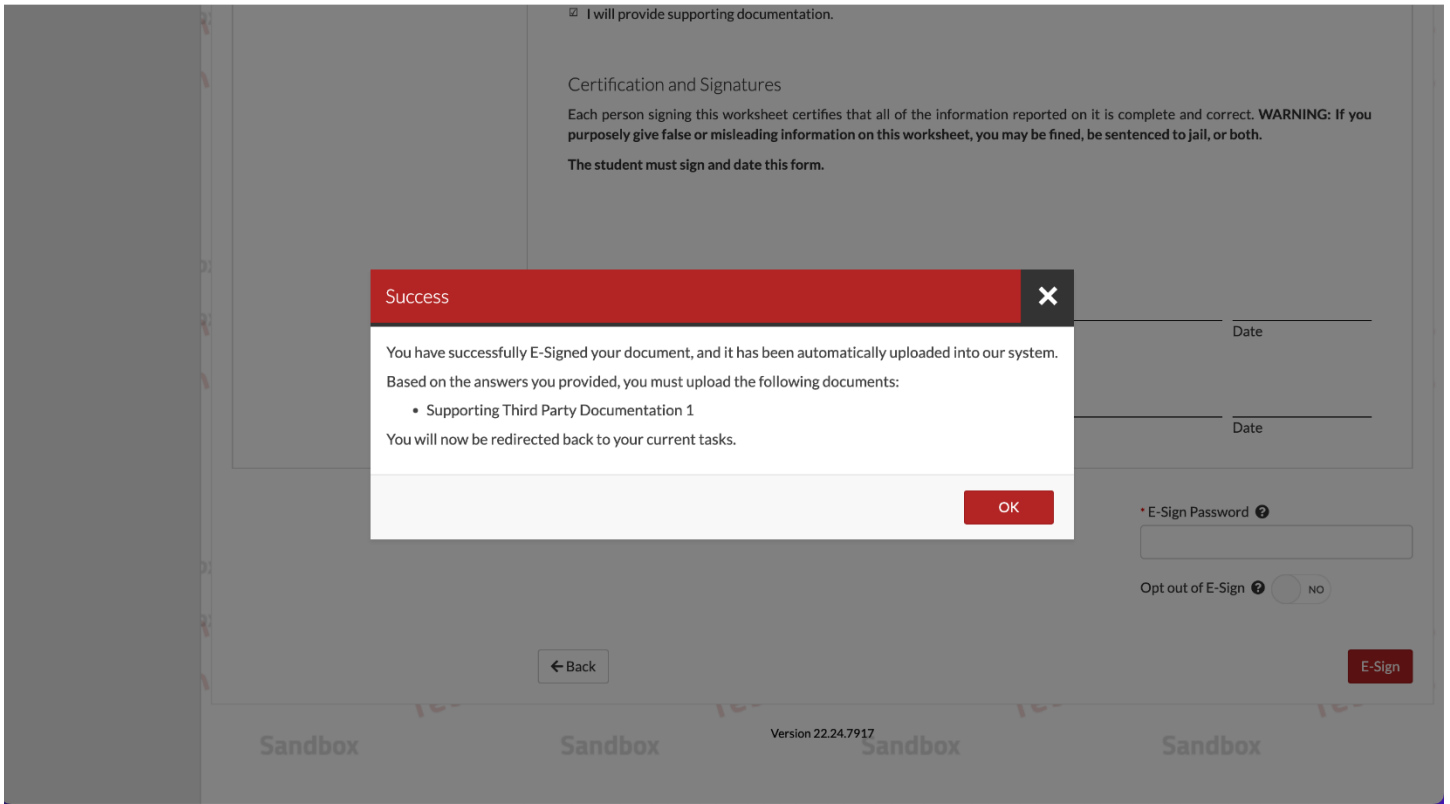 I will provide supporting documentation.
Certification and Signatures
Each person signing this worksheet certifies that all of the information reported on it is complete and correct. WARNING: If you
purposely give false or misleading information on this worksheet, you may be fined, be sentenced to jail, or both.
The student must sign and date this form.
Success
You have successfully E-Signed your document, and it has been automatically uploaded into our system.
Based on the answers you provided, you must upload the following documents:
• Supporting Third Party Documentation 1
You will now be redirected back to your current tasks.
OK
Date
Date
* E-Sign Password
Opt out of E-Sign NO
Back
E-Sign
Version 22.24.7917
Sandbox Sandbox Sandbox Sandbox